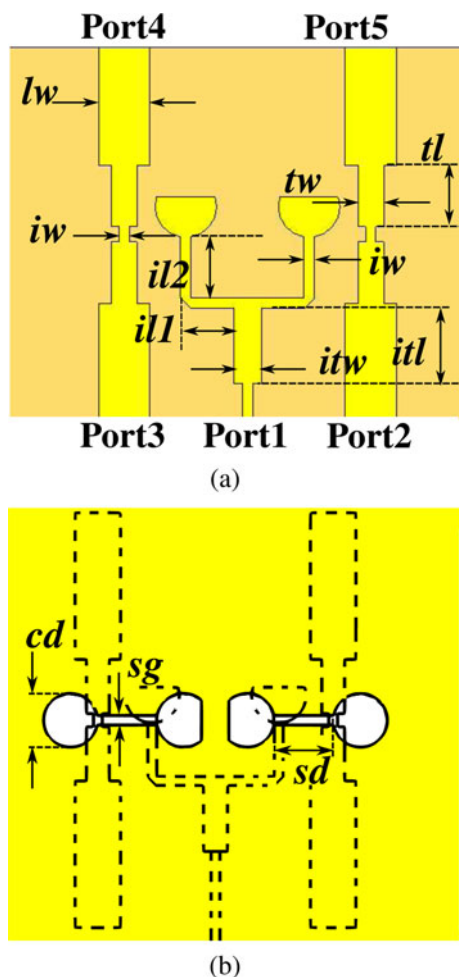 Port4 Port5
lw
tl
tw
iw
iw
il2
il1
itw
itl
Port3 Port1 Port2
(a)
cd
sg
sd
(b)